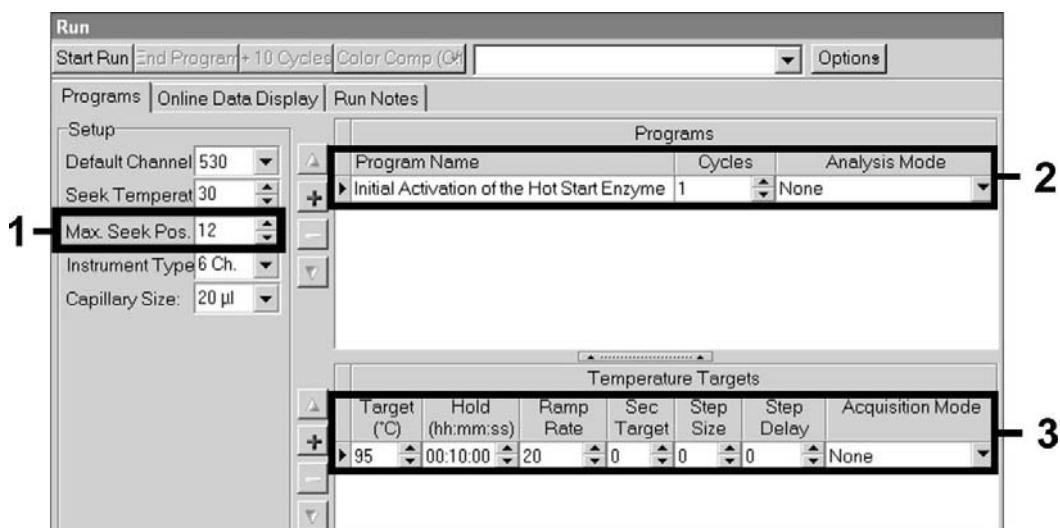 Run
Start Run End Program + 10 Cycles Color Comp (Off) Options
Programs Online Data Display Run Notes
Setup
Programs
Default Channel 530
Program Name Cycles Analysis Mode
Seek Temperat 30
Initial Activation of the Hot Start Enzyme 1 None
2
1
Max. Seek Pos. 12
Instrument Type 6 Ch.
Capillary Size: 20 µl
Temperature Targets
Target (°C) Hold (hh:mm:ss) Ramp Rate Sec Target Step Size Step Delay Acquisition Mode
3
95 00:10:00 20 0 0 0 None